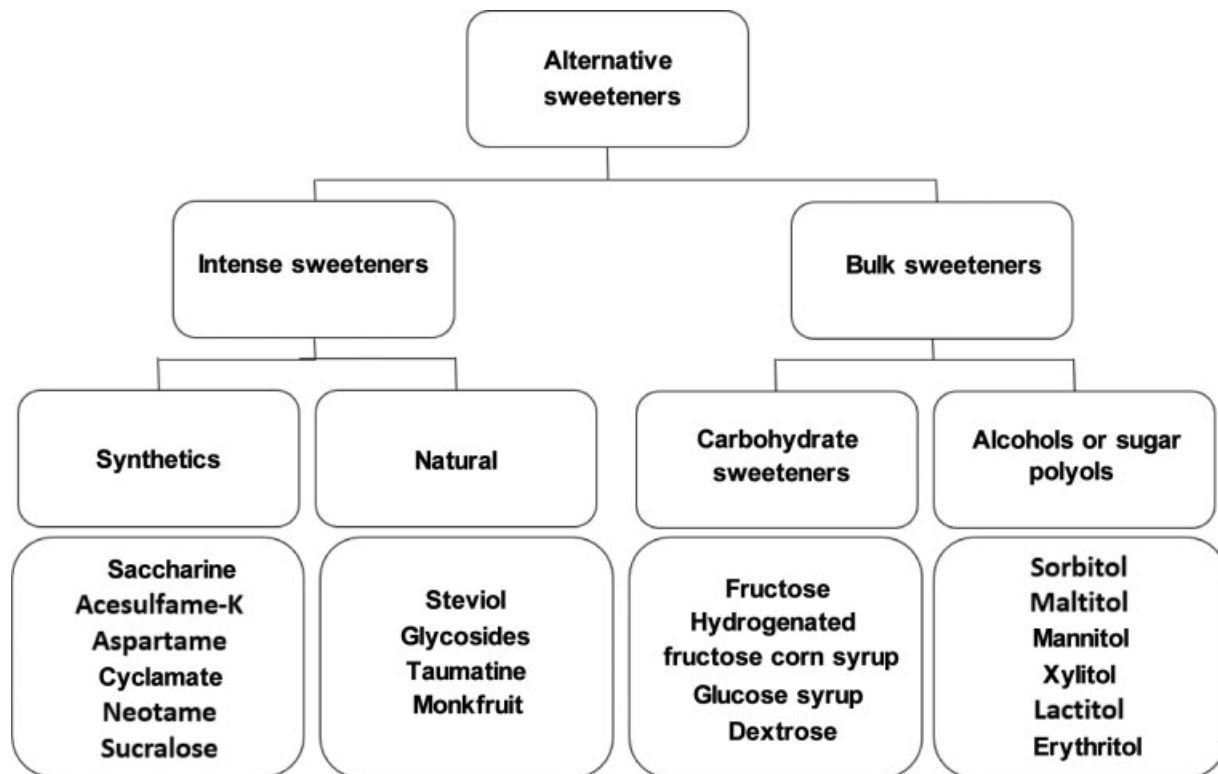 Alternative
sweeteners
Intense sweeteners
Bulk sweeteners
Synthetics
Natural
Carbohydrate
sweeteners
Alcohols or sugar
polyols
Saccharine
Acesulfame-K
Aspartame
Cyclamate
Neotame
Sucralose
Steviol
Glycosides
Taumatine
Monkfruit
Fructose
Hydrogenated
fructose corn syrup
Glucose syrup
Dextrose
Sorbitol
Maltitol
Mannitol
Xylitol
Lactitol
Erythritol